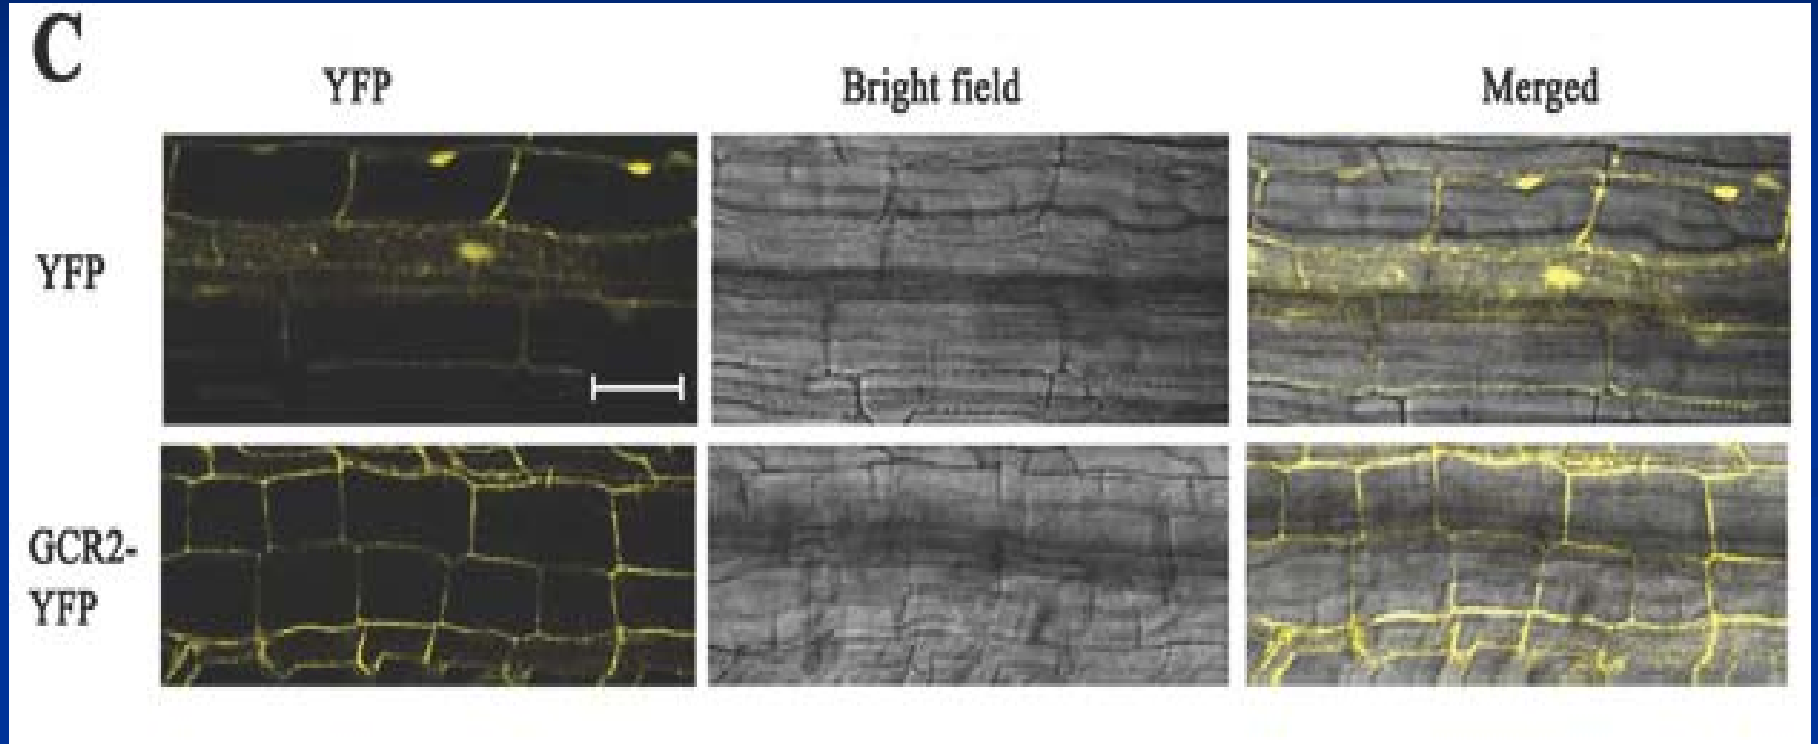 C
YFP
Bright field
Merged
YFP
GCR2-
YFP